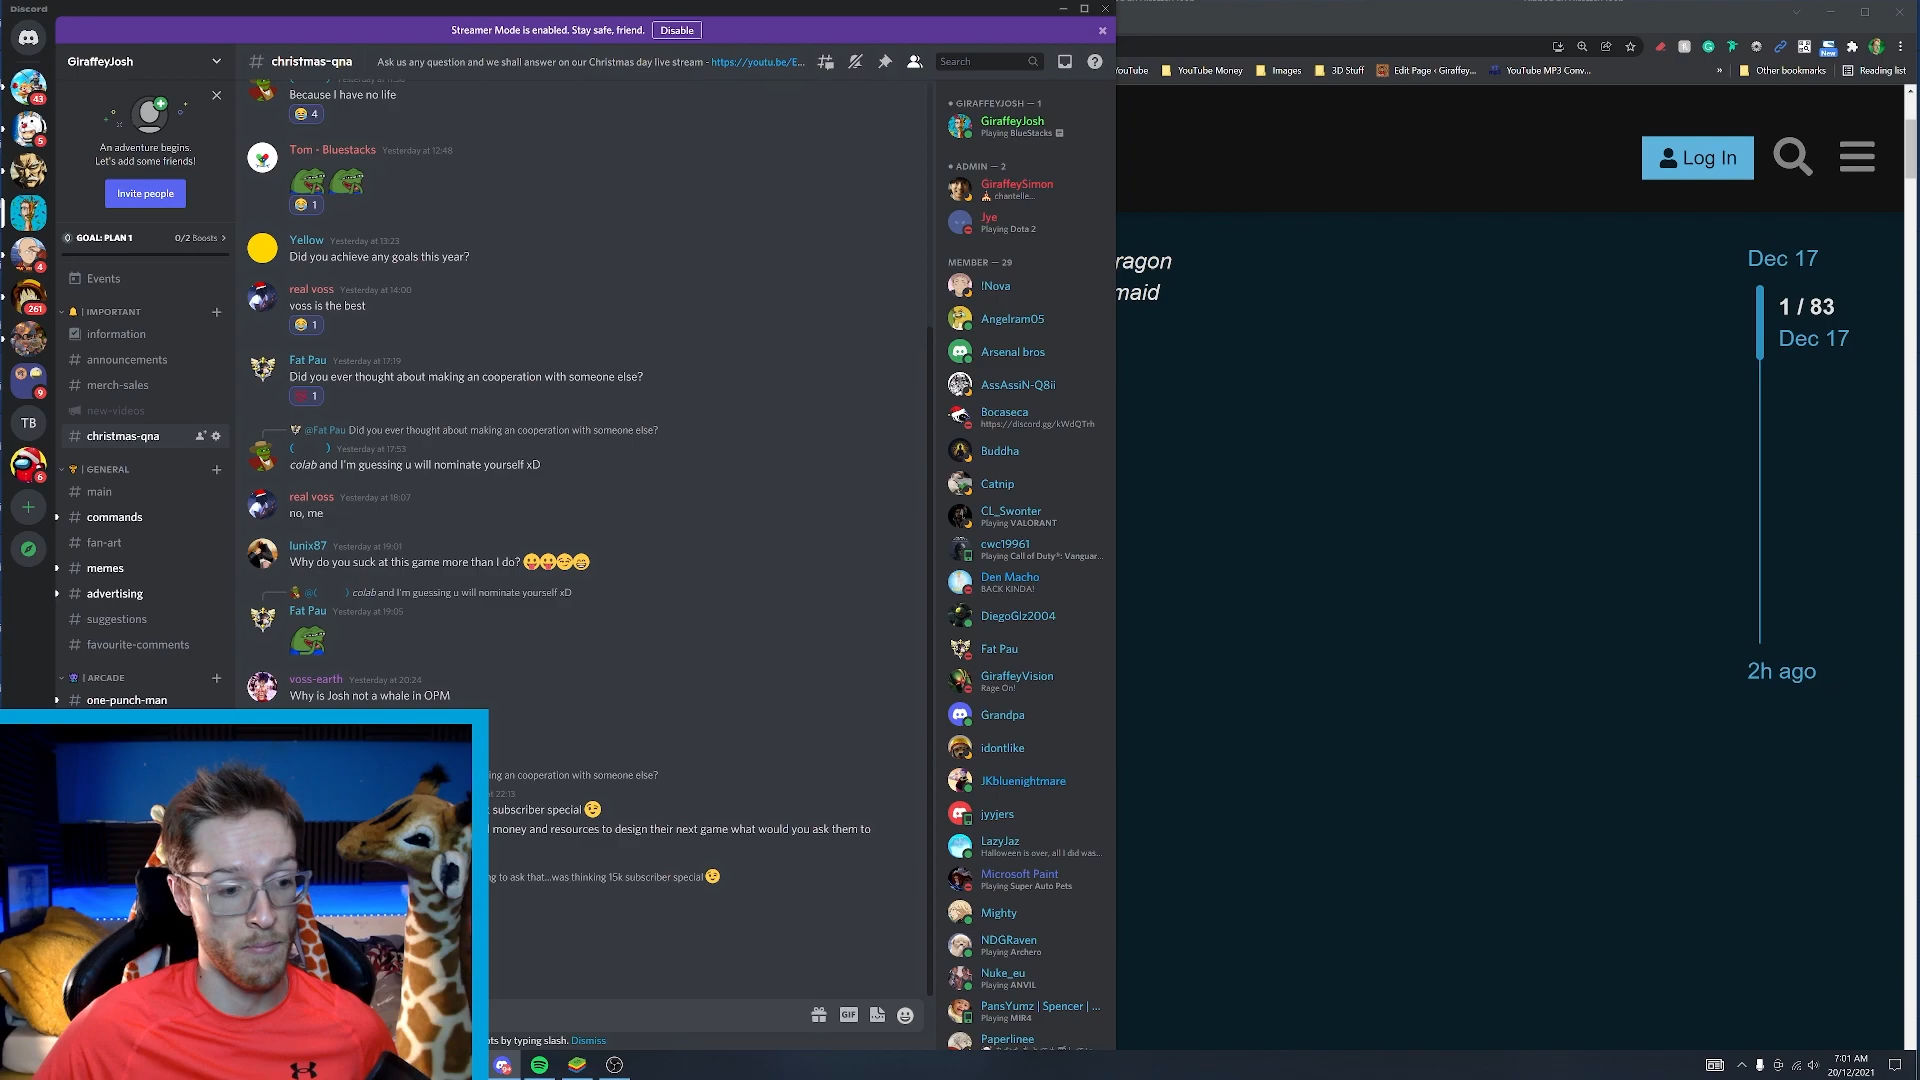 Discord
Streamer Mode is enabled. Stay safe, friend. Disable
GiraffeyJosh
# christmas-qna
Ask us any question and we shall answer on our Christmas day live stream - https://youtu.be/E...
Search
An adventure begins.
Let's add some friends!
Invite people
GOAL: PLAN 1
0/2 Boosts >
Events
| IMPORTANT
information
# announcements
# merch-sales
new-videos
# christmas-qna
| GENERAL
# main
# commands
# fan-art
# memes
# advertising
# suggestions
# favourite-comments
| ARCADE
# one-punch-man
43
5
4
261
9
TB
6
Because I have no life
4
Tom - Bluestacks Yesterday at 12:48
1
Yellow Yesterday at 13:23
Did you achieve any goals this year?
real voss Yesterday at 14:00
voss is the best
1
Fat Pau Yesterday at 17:19
Did you ever thought about making an cooperation with someone else?
1
@Fat Pau Did you ever thought about making an cooperation with someone else?
( ) Yesterday at 17:53
colab and I'm guessing u will nominate yourself xD
real voss Yesterday at 18:07
no, me
lunix87 Yesterday at 19:01
Why do you suck at this game more than I do? 😛😛😏😁
@( ) colab and I'm guessing u will nominate yourself xD
Fat Pau Yesterday at 19:05
voss-earth Yesterday at 20:24
Why is Josh not a whale in OPM
ing an cooperation with someone else?
at 22:13
subscriber special 😉
money and resources to design their next game what would you ask them to
ng to ask that...was thinking 15k subscriber special 😉
GIF
ots by typing slash. Dismiss
GIRAFFEYJOSH — 1
GiraffeyJosh
Playing BlueStacks
ADMIN — 2
GiraffeySimon
chantelle...
Jye
Playing Dota 2
MEMBER — 29
!Nova
Angelram05
Arsenal bros
AssAssiN-Q8ii
Bocaseca
https://discord.gg/kWdQTrh
Buddha
Catnip
CL_Swonter
Playing VALORANT
cwc19961
Playing Call of Duty®: Vanguar...
Den Macho
BACK KINDA!
DiegoGlz2004
Fat Pau
GiraffeyVision
Rage On!
Grandpa
idontlike
JKbluenightmare
jyyjers
LazyJaz
Halloween is over, all I did was...
Microsoft Paint
Playing Super Auto Pets
Mighty
NDGRaven
Playing Archero
Nuke_eu
Playing ANVIL
PansYumz | Spencer | ...
Playing MIR4
Paperlinee
New
YouTube
YouTube Money
Images
3D Stuff
Edit Page ‹ Giraffey...
YouTube MP3 Conv...
»
Other bookmarks
Reading list
Log In
ragon
maid
Dec 17
1 / 83
Dec 17
2h ago
7:01 AM
20/12/2021